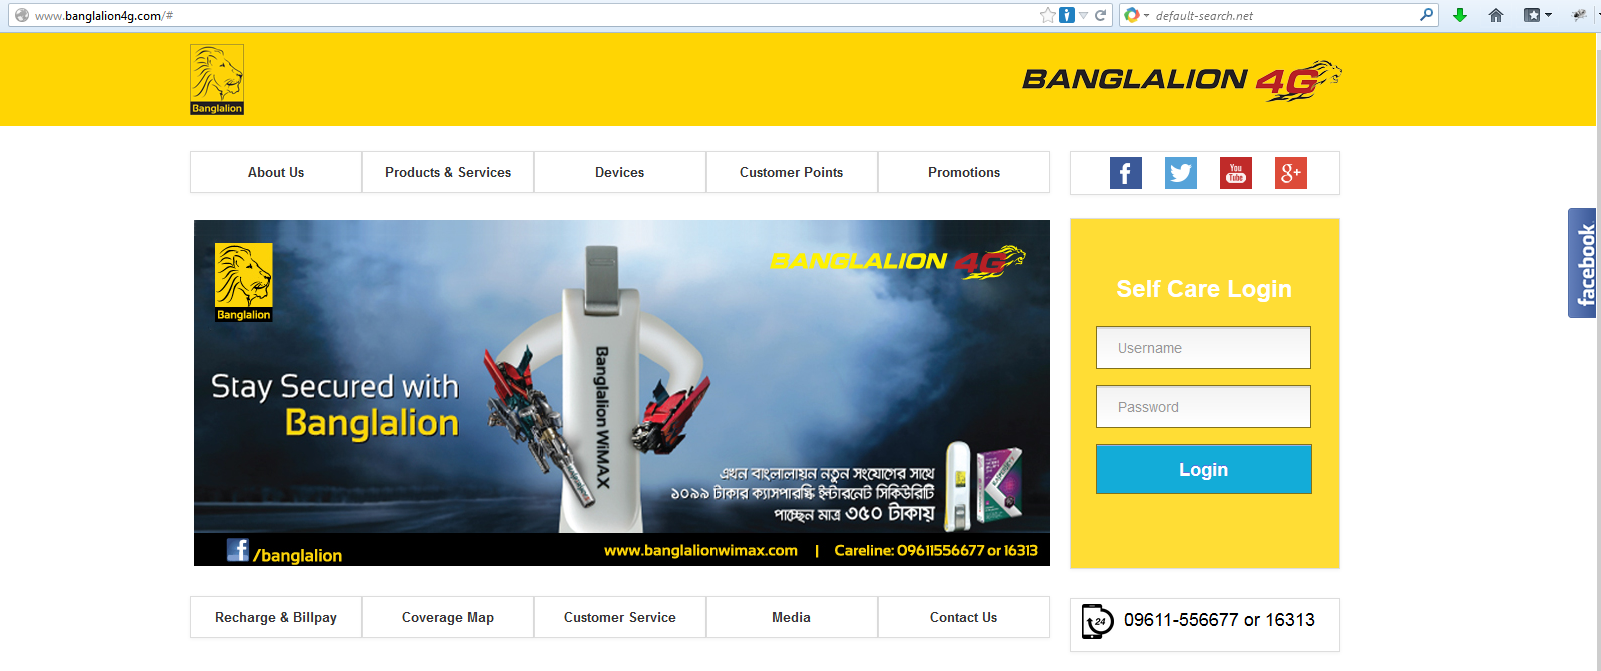 www.banglalion4g.com/#
default-search.net
Banglalion
BANGLALION 4G
About Us
Products & Services
Devices
Customer Points
Promotions
f
You
Tube
g+
Banglalion
BANGLALION 4G
Stay Secured with
Banglalion
Banglalion WiMAX
এখন বাংলালায়ন নতুন সংযোগের সাথে
১০৯৯ টাকার ক্যাসপারস্কি ইন্টারনেট সিকিউরিটি
পাচ্ছেন মাত্র ৩৫০ টাকায়
f /banglalion
www.banglalionwimax.com | Careline: 09611556677 or 16313
Self Care Login
Username
Password
Login
facebook
Recharge & Billpay
Coverage Map
Customer Service
Media
Contact Us
24
09611-556677 or 16313